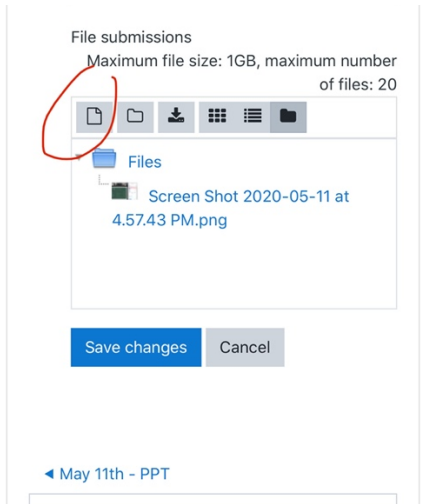 File submissions
Maximum file size: 1GB, maximum number
of files: 20
Files
Screen Shot 2020-05-11 at
4.57.43 PM.png
Save changes
Cancel
◄ May 11th - PPT